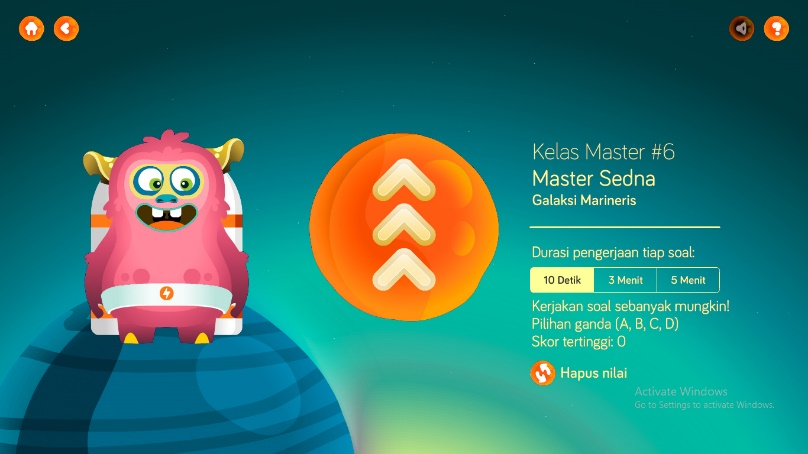 Kelas Master #6
Master Sedna
Galaksi Marineris
Durasi pengerjaan tiap soal:
10 Detik 3 Menit 5 Menit
Kerjakan soal sebanyak mungkin!
Pilihan ganda (A, B, C, D)
Skor tertinggi: 0
Hapus nilai
Activate Windows
Go to Settings to activate Windows.